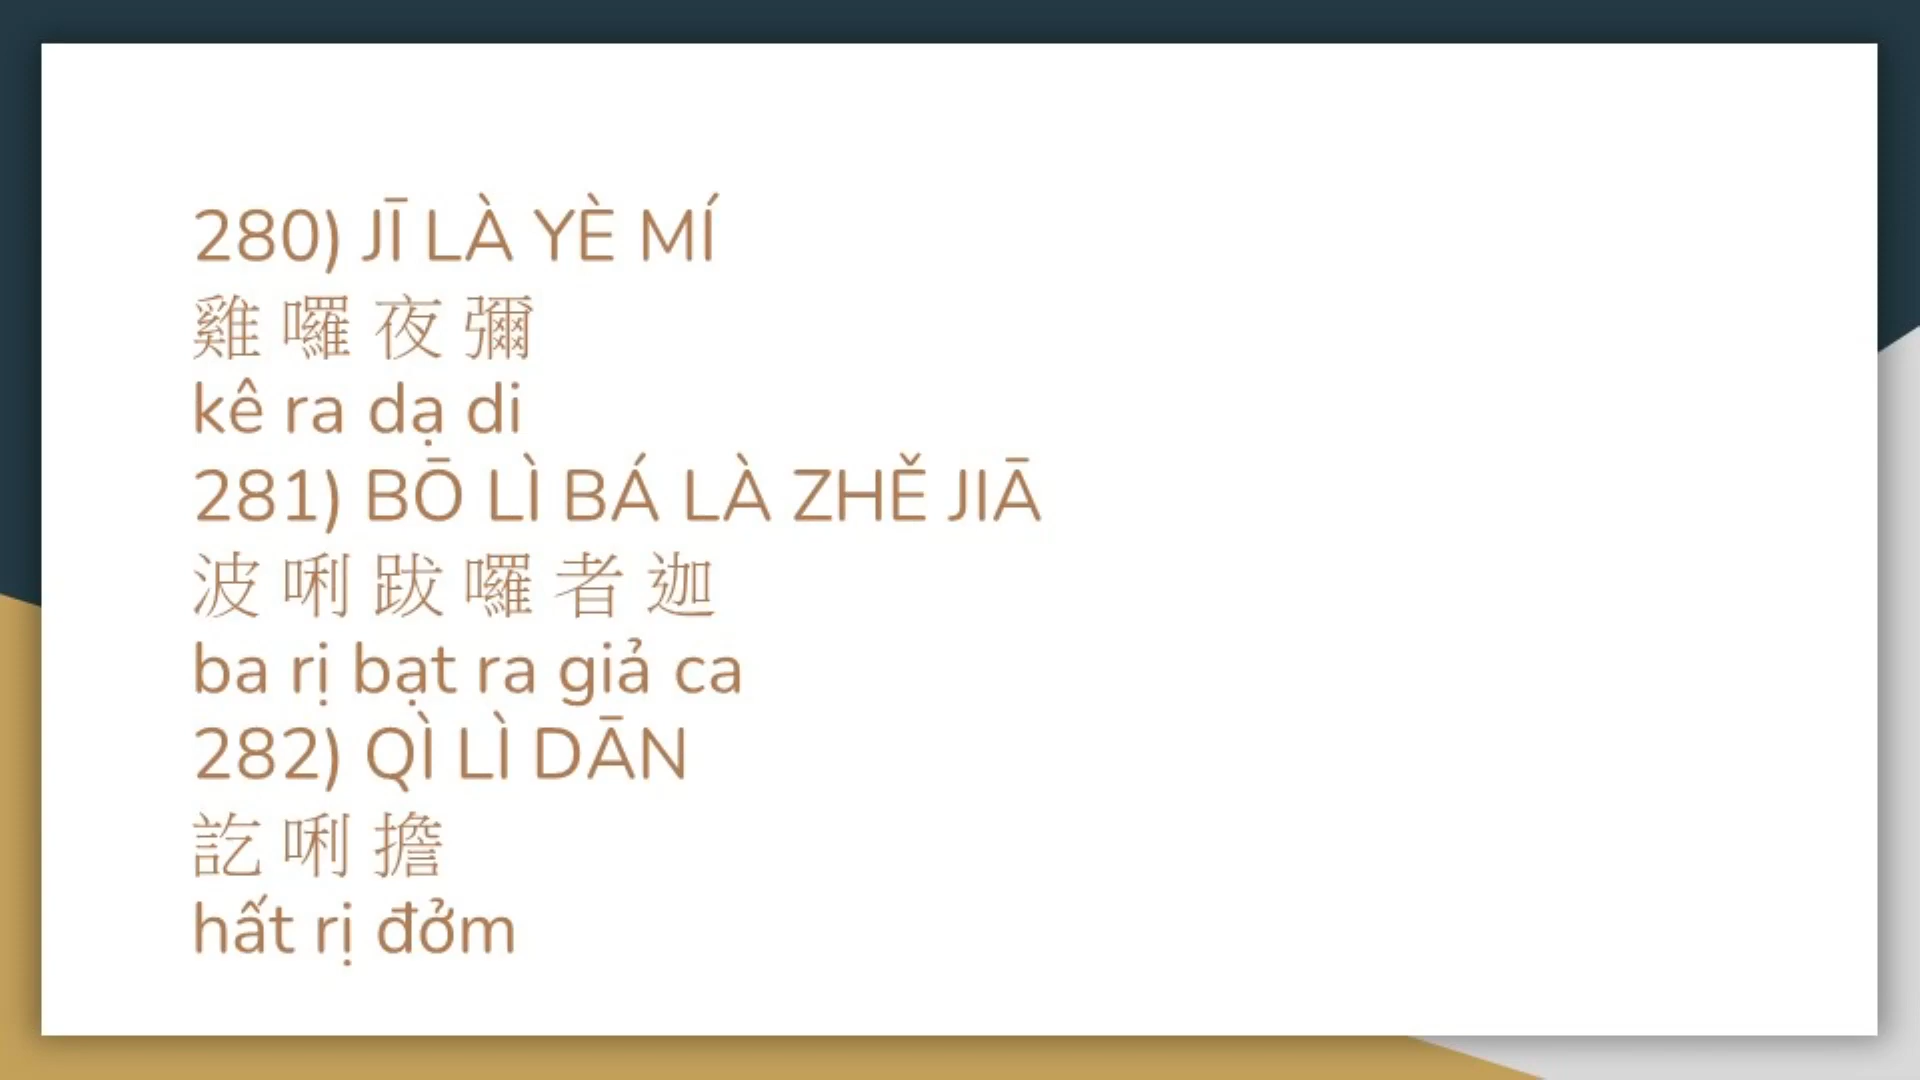 280) JĪ LÀ YÈ MÍ
雞 囉 夜 彌
kê ra dạ di
281) BŌ LÌ BÁ LÀ ZHĚ JIĀ
波 唎 跋 囉 者 迦
ba rị bạt ra giả ca
282) QÌ LÌ DĀN
訖 唎 擔
hất rị đởm